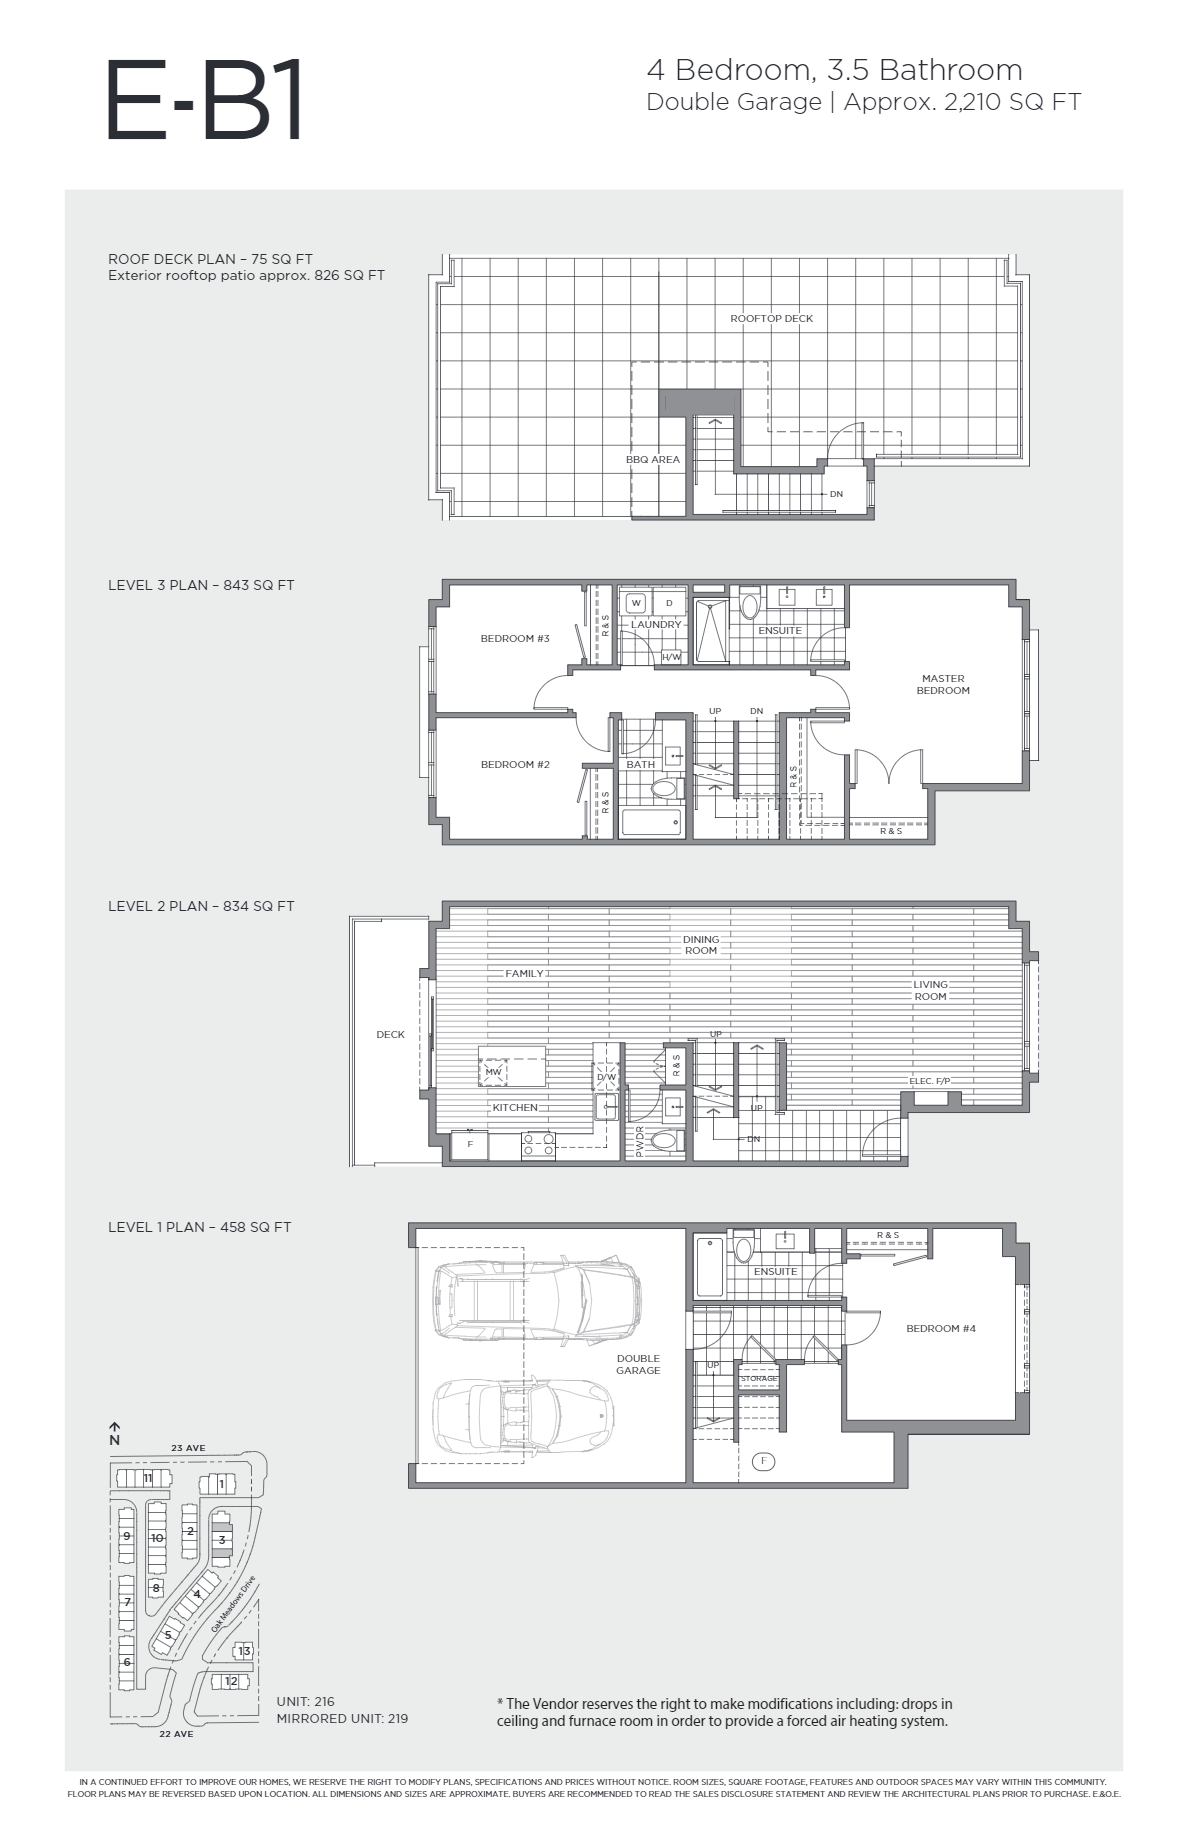 E-B1
4 Bedroom, 3.5 Bathroom
Double Garage | Approx. 2,210 SQ FT
ROOF DECK PLAN – 75 SQ FT
Exterior rooftop patio approx. 826 SQ FT
ROOFTOP DECK
BBQ AREA
DN
LEVEL 3 PLAN – 843 SQ FT
BEDROOM #3
R & S
W
D
LAUNDRY
H/W
ENSUITE
MASTER
BEDROOM
UP
DN
BEDROOM #2
R & S
BATH
R & S
R & S
LEVEL 2 PLAN – 834 SQ FT
DINING
ROOM
FAMILY
LIVING
ROOM
DECK
UP
MW
D/W
R & S
ELEC. F/P
KITCHEN
UP
F
PWDR
DN
LEVEL 1 PLAN – 458 SQ FT
R & S
ENSUITE
BEDROOM #4
DOUBLE
GARAGE
UP
STORAGE
F
N
23 AVE
11
1
2
3
9
10
8
7
4
5
6
Oak Meadows Drive
13
12
22 AVE
UNIT: 216
MIRRORED UNIT: 219
* The Vendor reserves the right to make modifications including: drops in
ceiling and furnace room in order to provide a forced air heating system.
IN A CONTINUED EFFORT TO IMPROVE OUR HOMES, WE RESERVE THE RIGHT TO MODIFY PLANS, SPECIFICATIONS AND PRICES WITHOUT NOTICE. ROOM SIZES, SQUARE FOOTAGE, FEATURES AND OUTDOOR SPACES MAY VARY WITHIN THIS COMMUNITY.
FLOOR PLANS MAY BE REVERSED BASED UPON LOCATION. ALL DIMENSIONS AND SIZES ARE APPROXIMATE. BUYERS ARE RECOMMENDED TO READ THE SALES DISCLOSURE STATEMENT AND REVIEW THE ARCHITECTURAL PLANS PRIOR TO PURCHASE. E.&O.E.